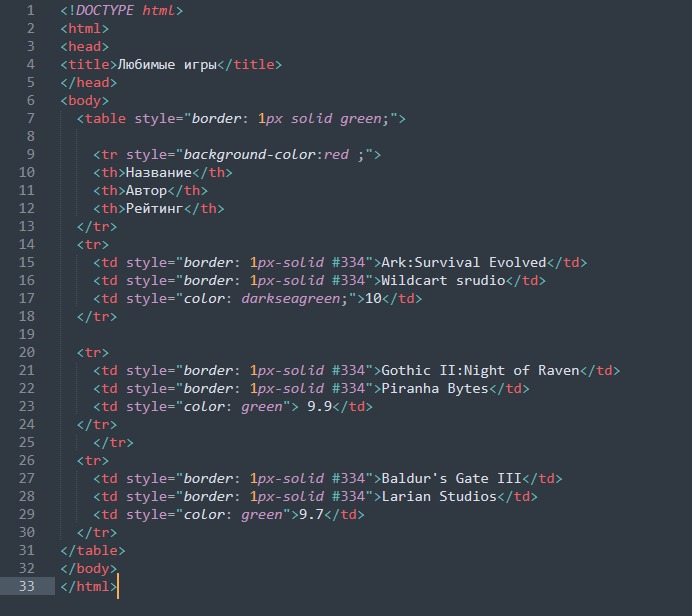 1 <!DOCTYPE html>
2 <html>
3 <head>
4 <title>Любимые игры</title>
5 </head>
6 <body>
7 <table style="border: 1px solid green;">
8
9 <tr style="background-color:red ;">
10 <th>Название</th>
11 <th>Автор</th>
12 <th>Рейтинг</th>
13 </tr>
14 <tr>
15 <td style="border: 1px-solid #334">Ark:Survival Evolved</td>
16 <td style="border: 1px-solid #334">Wildcart srudio</td>
17 <td style="color: darkseagreen;">10</td>
18 </tr>
19
20 <tr>
21 <td style="border: 1px-solid #334">Gothic II:Night of Raven</td>
22 <td style="border: 1px-solid #334">Piranha Bytes</td>
23 <td style="color: green"> 9.9</td>
24 </tr>
25 </tr>
26 <tr>
27 <td style="border: 1px-solid #334">Baldur's Gate III</td>
28 <td style="border: 1px-solid #334">Larian Studios</td>
29 <td style="color: green">9.7</td>
30 </tr>
31 </table>
32 </body>
33 </html>